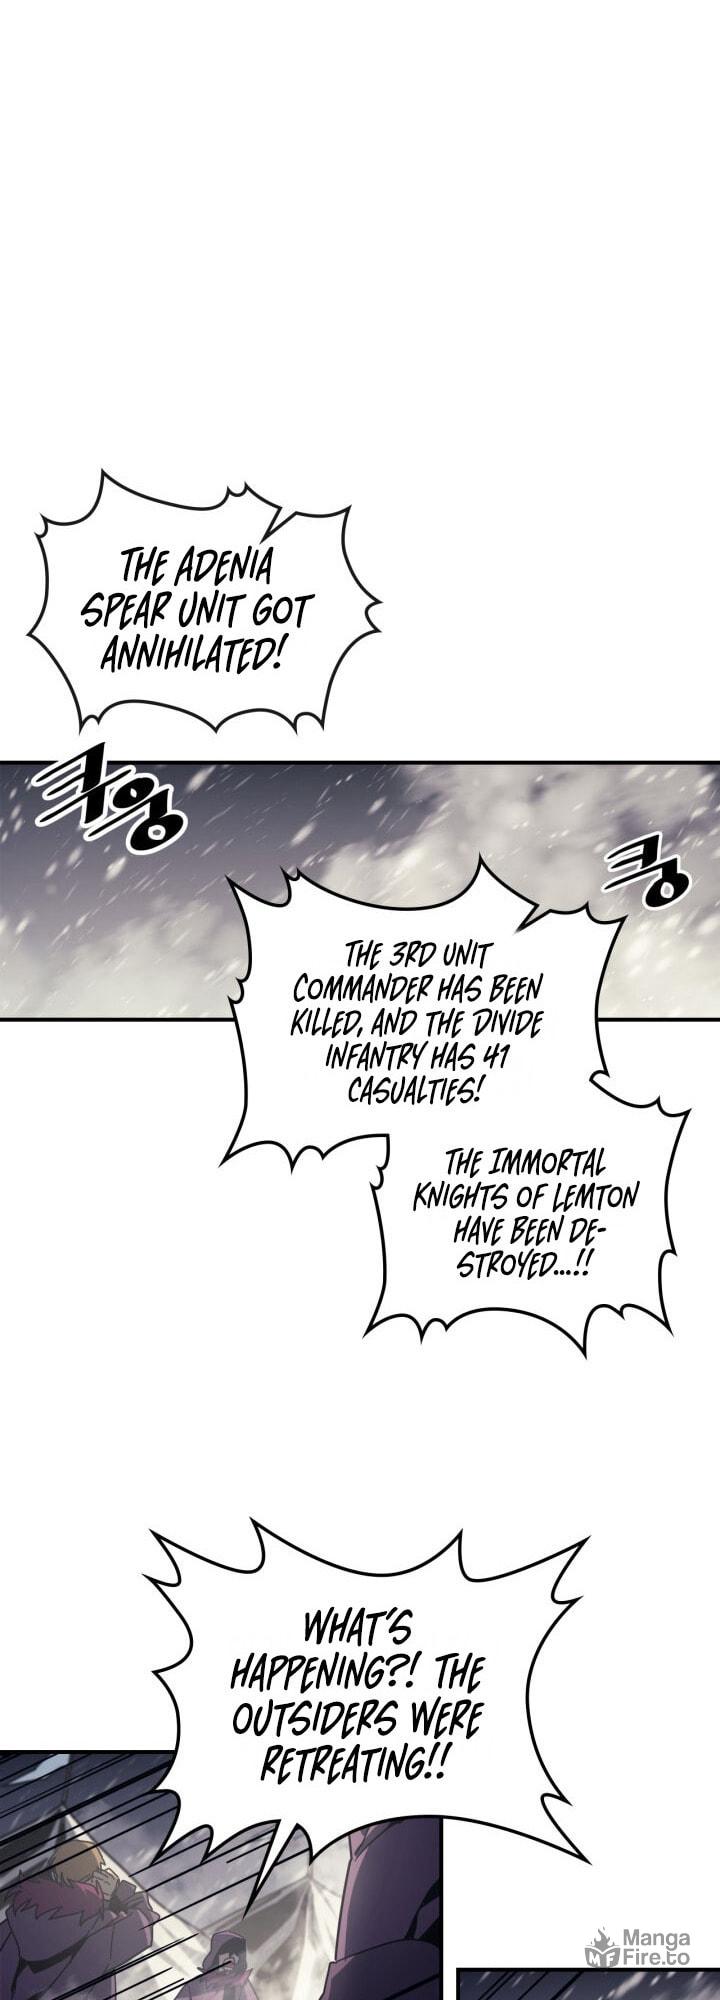 THE ADENIA
SPEAR UNIT GOT
ANNIHILATED!
쿠앙
쿵
THE 3RD UNIT
COMMANDER HAS BEEN
KILLED, AND THE DIVIDE
INFANTRY HAS 41
CASUALTIES!
THE IMMORTAL
KNIGHTS OF LEMTON
HAVE BEEN DE-
STROYED...!!
WHAT'S
HAPPENING?! THE
OUTSIDERS WERE
RETREATING!!
Manga
MF Fire.to